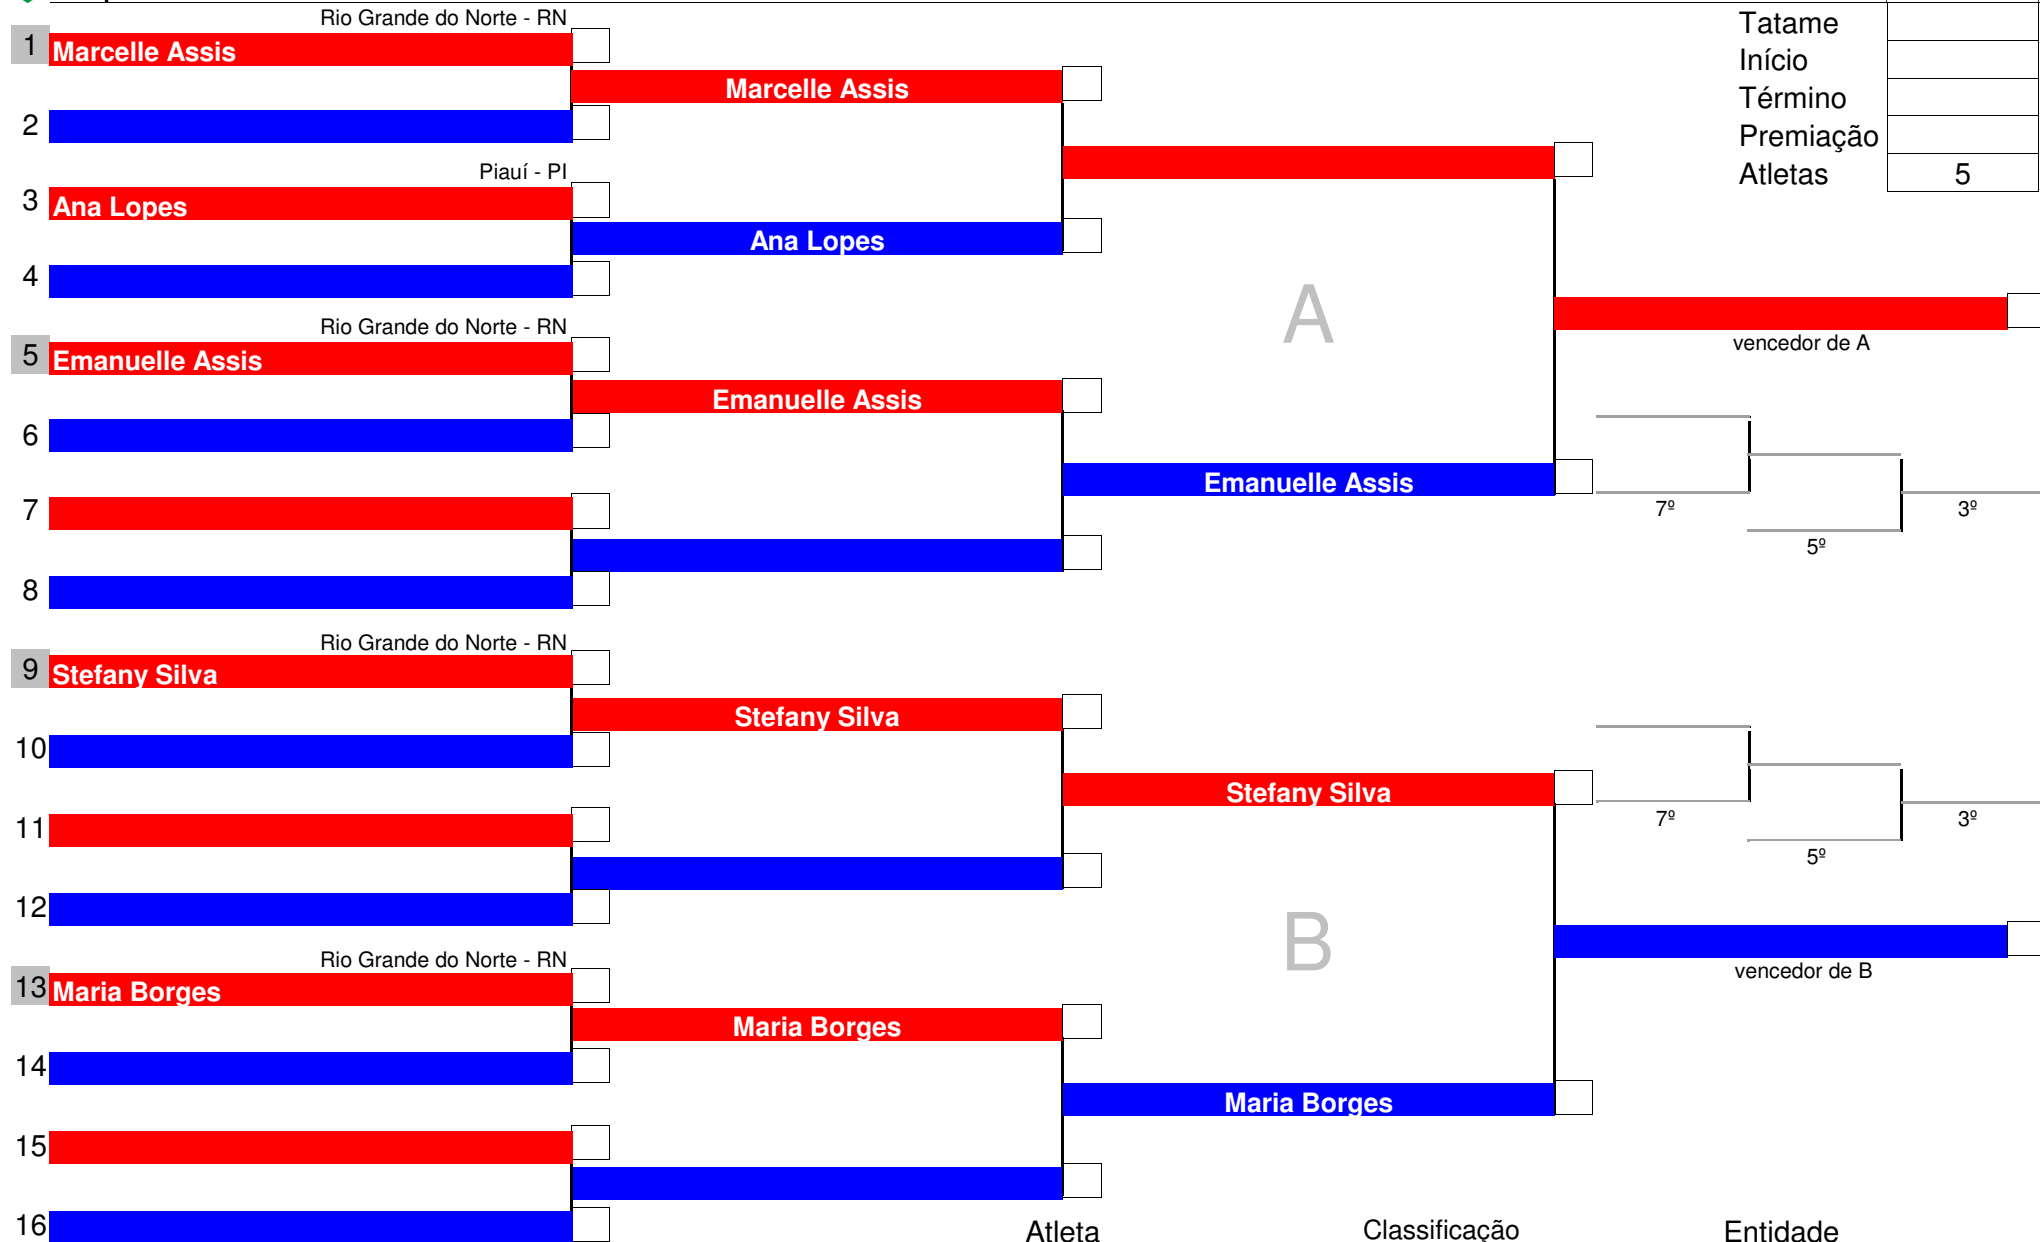 Rio Grande do Norte - RN
1 Marcelle Assis
Marcelle Assis
2
Piauí - PI
3 Ana Lopes
Ana Lopes
4
Rio Grande do Norte - RN
5 Emanuelle Assis
Emanuelle Assis
6
Emanuelle Assis
7
8
Rio Grande do Norte - RN
9 Stefany Silva
Stefany Silva
10
Stefany Silva
11
12
Rio Grande do Norte - RN
13 Maria Borges
Maria Borges
14
Maria Borges
15
16
A
B
Tatame
Início
Término
Premiação
Atletas 5
vencedor de A
7º
3º
5º
7º
3º
5º
vencedor de B
Atleta Classificação Entidade